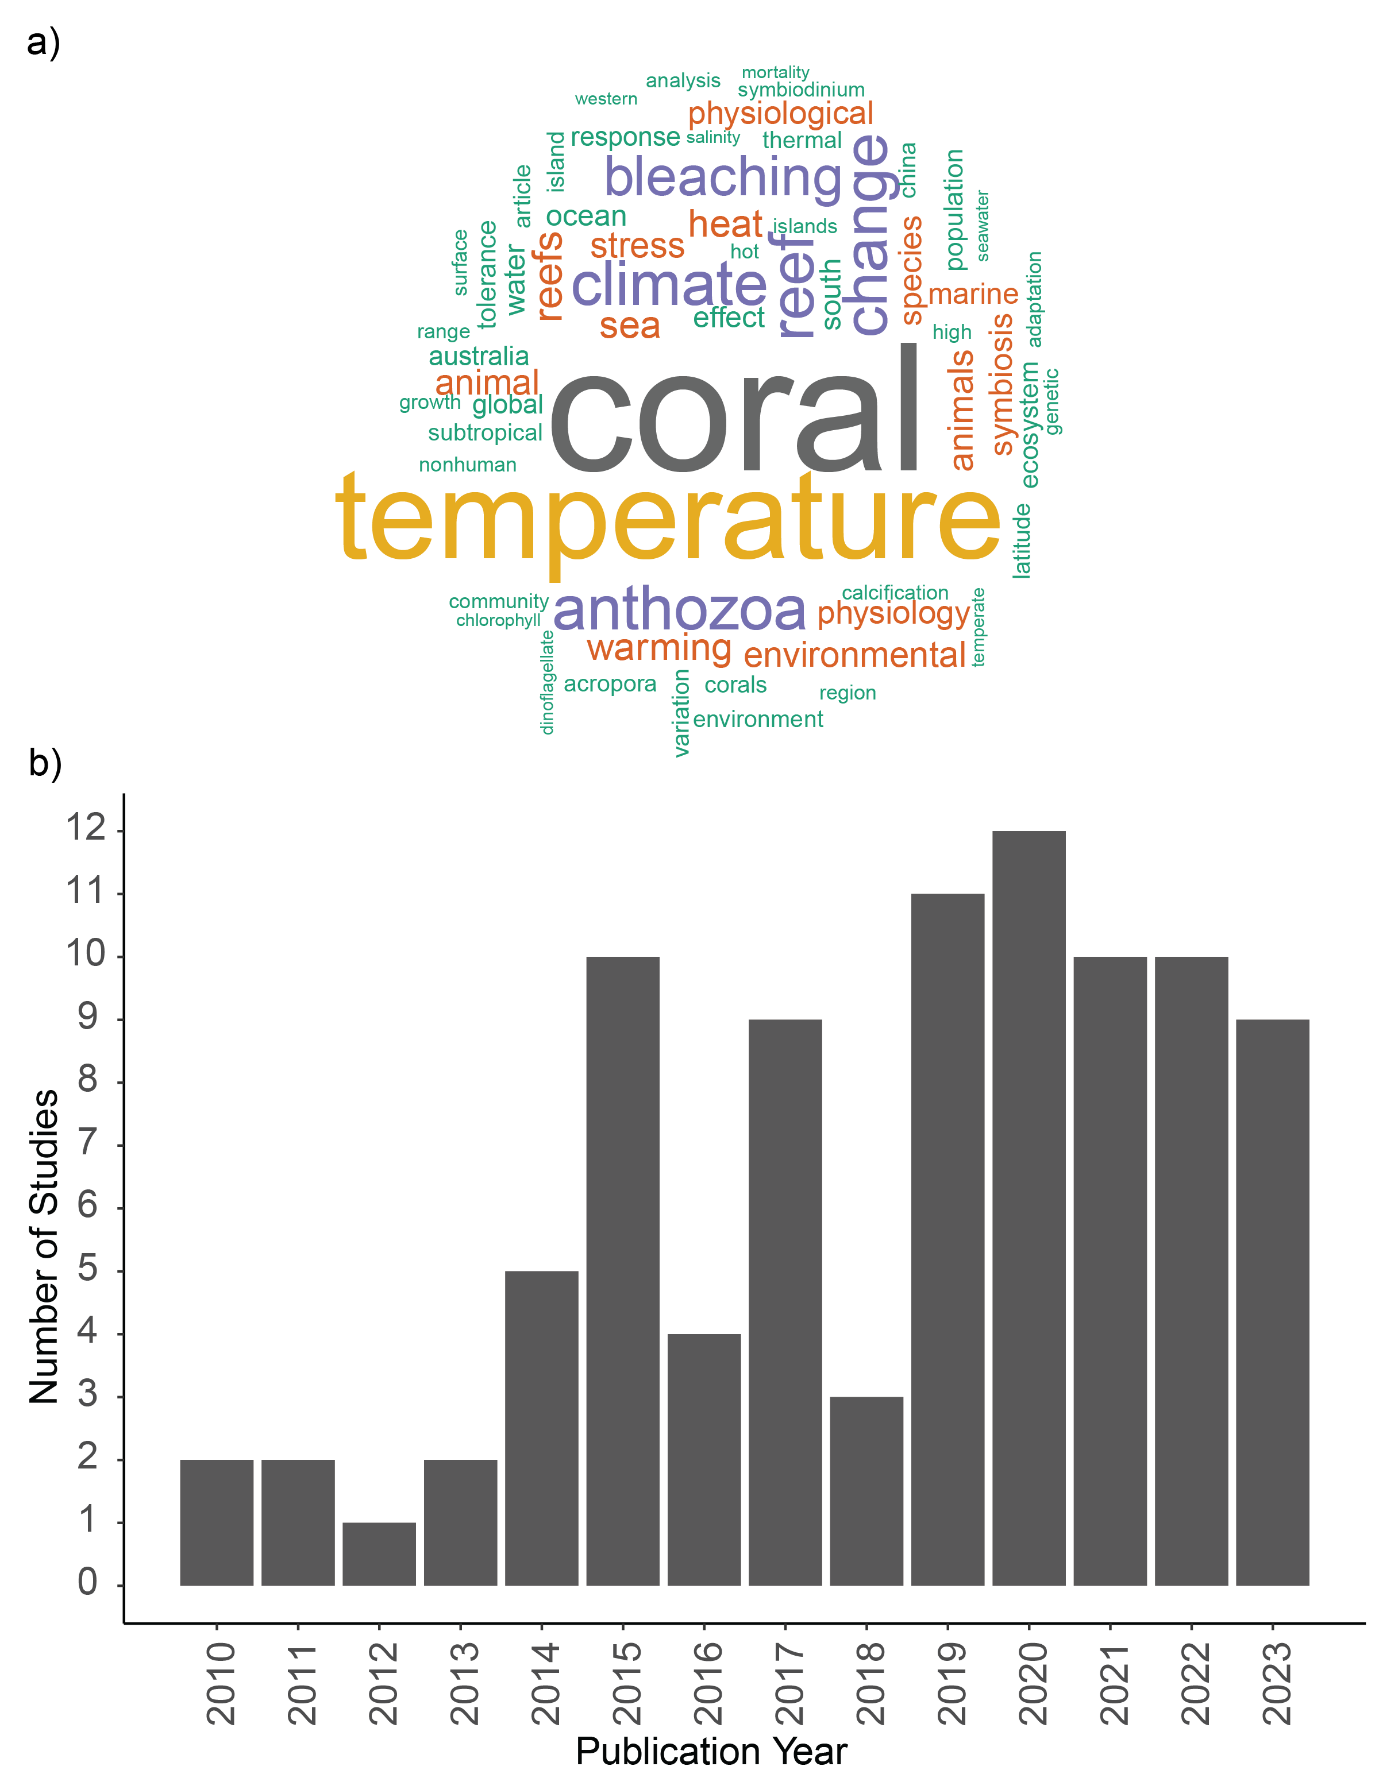 a)
mortality
analysis
symbiodinium
western
physiological
response
salinity
thermal
island
bleaching
change
china
population
article
seawater
ocean
heat
islands
species
surface
tolerance
water
reefs
stress
hot
reef
south
climate
marine
adaptation
range
sea
effect
high
symbiosis
australia
animal
coral
animals
ecosystem
genetic
growth
global
subtropical
nonhuman
temperature
latitude
community
anthozoa
calcification
temperate
chlorophyll
physiology
dinoflagellate
warming
environmental
acropora
variation
corals
region
environment
b)
12
11
10
9
8
7
6
5
4
3
2
1
0
Number of Studies
2010
2011
2012
2013
2014
2015
2016
2017
2018
2019
2020
2021
2022
2023
Publication Year